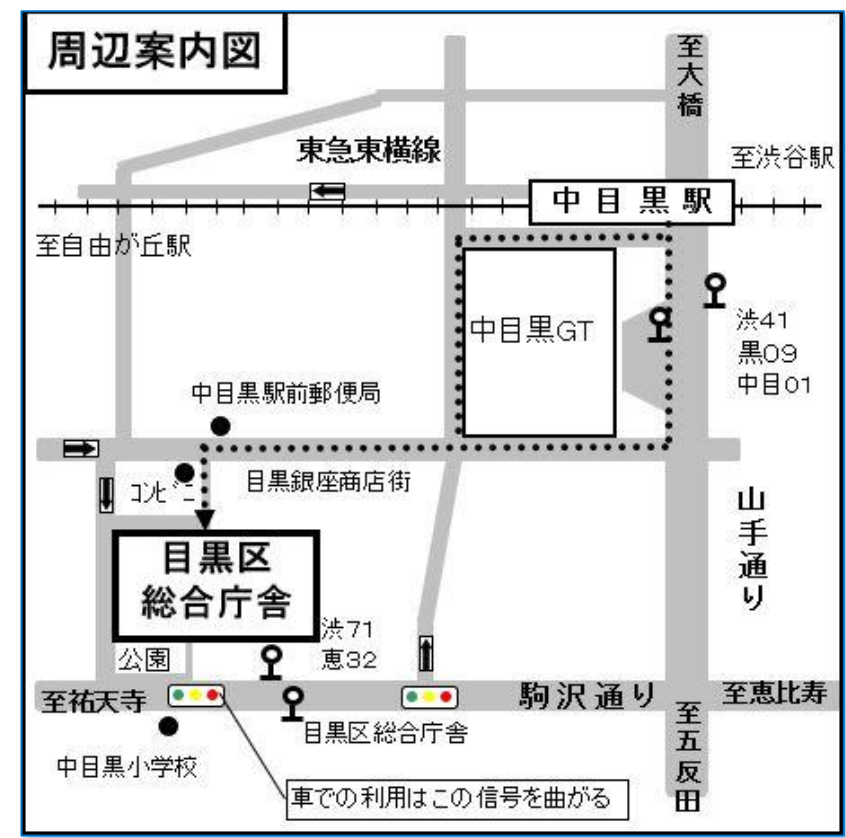 周辺案内図
至大橋
東急東横線
至渋谷駅
中目黒駅
至自由が丘駅
中目黒GT
渋41
黒09
中目01
中目黒駅前郵便局
コンビニ
目黒銀座商店街
山手通り
目黒区
総合庁舎
渋71
恵32
公園
至祐天寺
駒沢通り
至恵比寿
目黒区総合庁舎
至五反田
中目黒小学校
車での利用はこの信号を曲がる